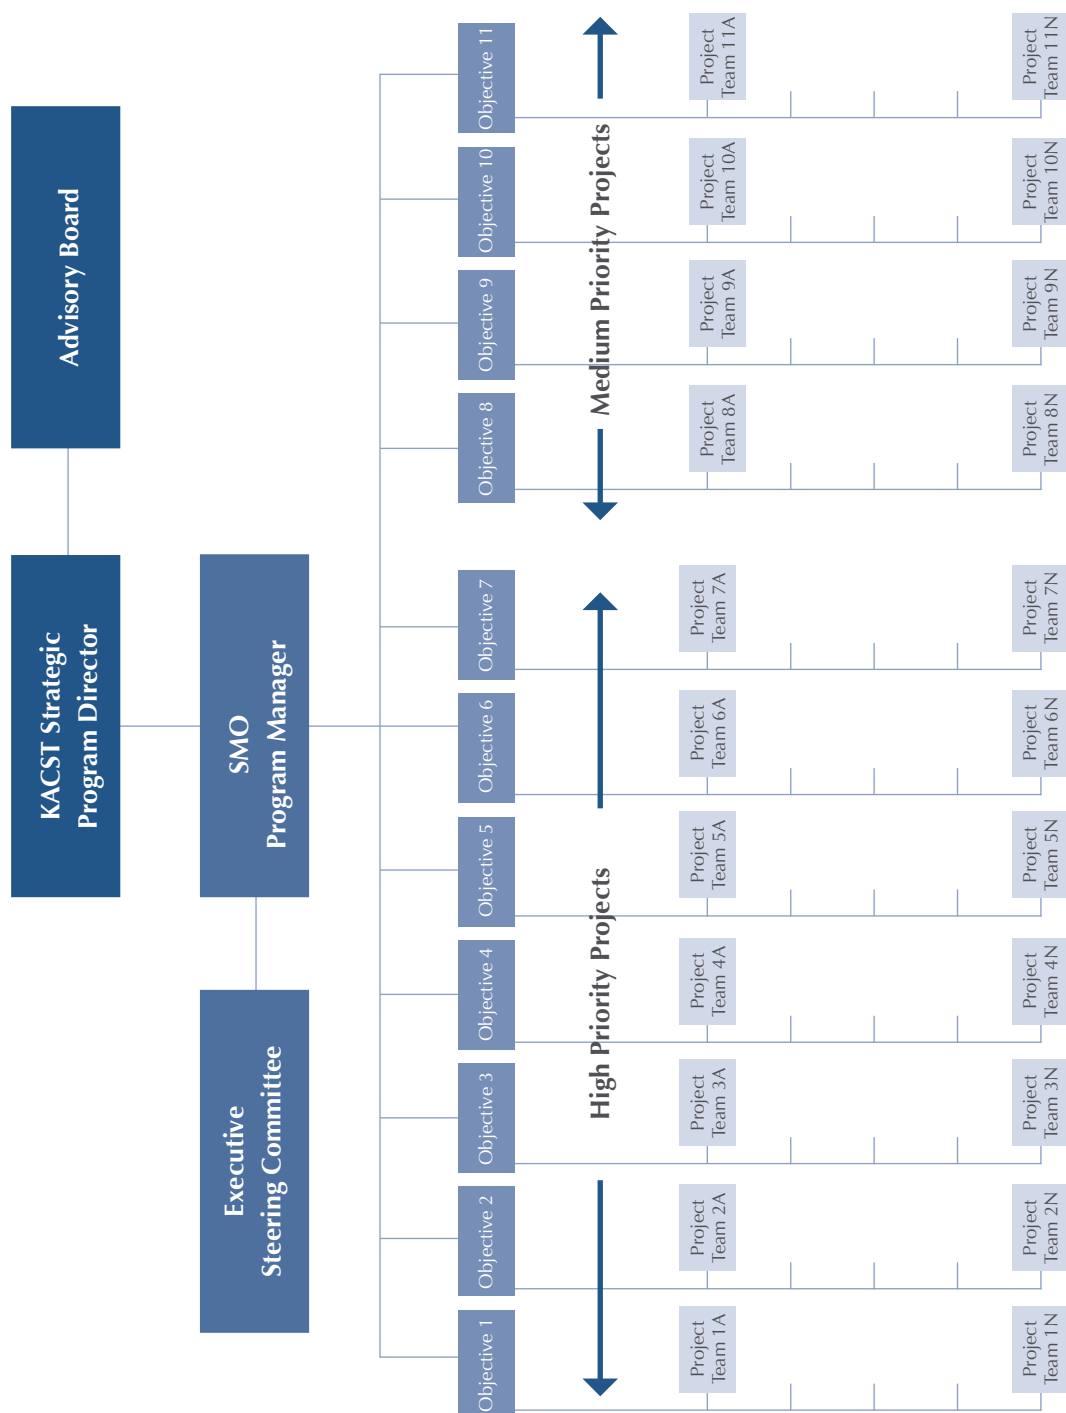 KACST Strategic
Program Director
Advisory Board
Executive
Steering Committee
SMO
Program Manager
Objective 1
Objective 2
Objective 3
Objective 4
Objective 5
Objective 6
Objective 7
Objective 8
Objective 9
Objective 10
Objective 11
High Priority Projects
Medium Priority Projects
Project
Team 1A
Project
Team 2A
Project
Team 3A
Project
Team 4A
Project
Team 5A
Project
Team 6A
Project
Team 7A
Project
Team 8A
Project
Team 9A
Project
Team 10A
Project
Team 11A
Project
Team 1N
Project
Team 2N
Project
Team 3N
Project
Team 4N
Project
Team 5N
Project
Team 6N
Project
Team 7N
Project
Team 8N
Project
Team 9N
Project
Team 10N
Project
Team 11N